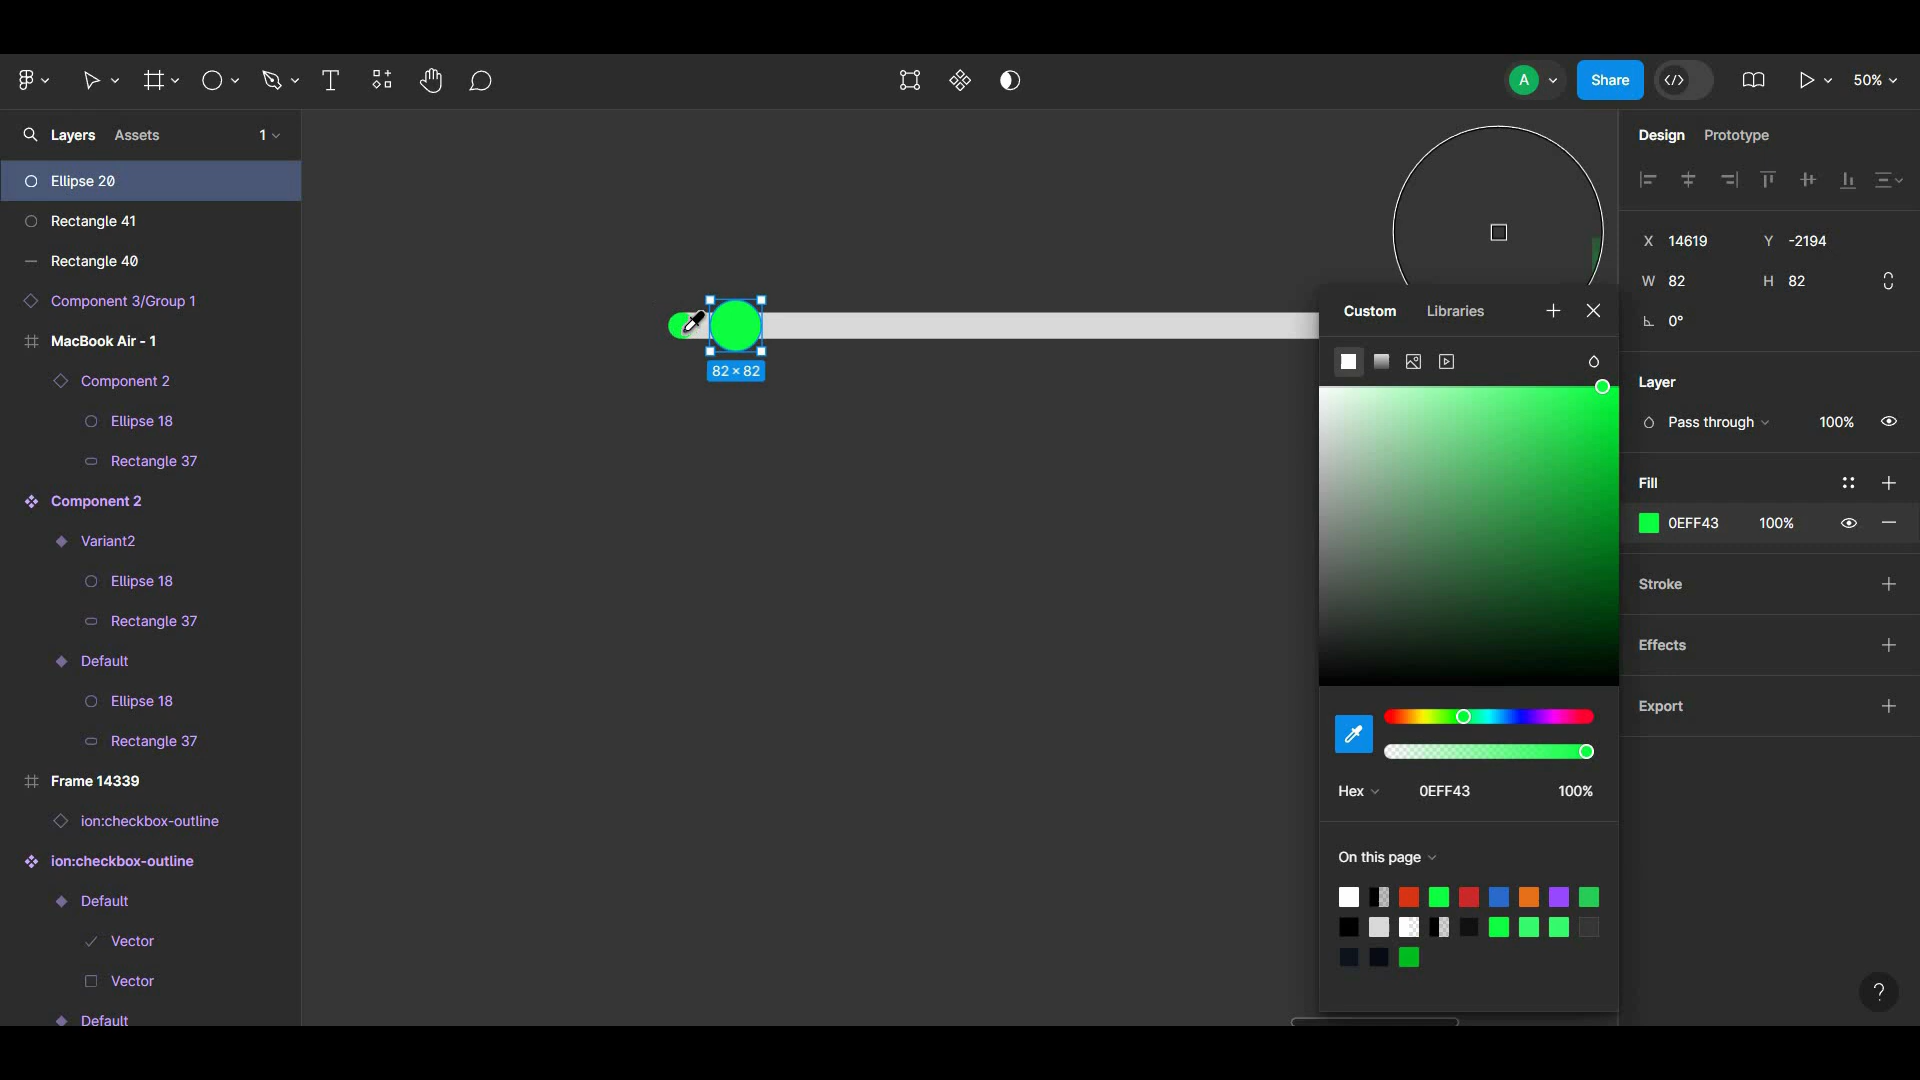 A
Share
50%
Layers
Assets
1
Ellipse 20
Rectangle 41
Rectangle 40
Component 3/Group 1
MacBook Air - 1
Component 2
Ellipse 18
Rectangle 37
Component 2
Variant2
Ellipse 18
Rectangle 37
Default
Ellipse 18
Rectangle 37
Frame 14339
ion:checkbox-outline
ion:checkbox-outline
Default
Vector
Vector
Default
82 × 82
Custom
Libraries
Hex
0EFF43
100%
On this page
Design
Prototype
X 14619
Y -2194
W 82
H 82
0°
Layer
Pass through
100%
Fill
0EFF43
100%
Stroke
Effects
Export
?